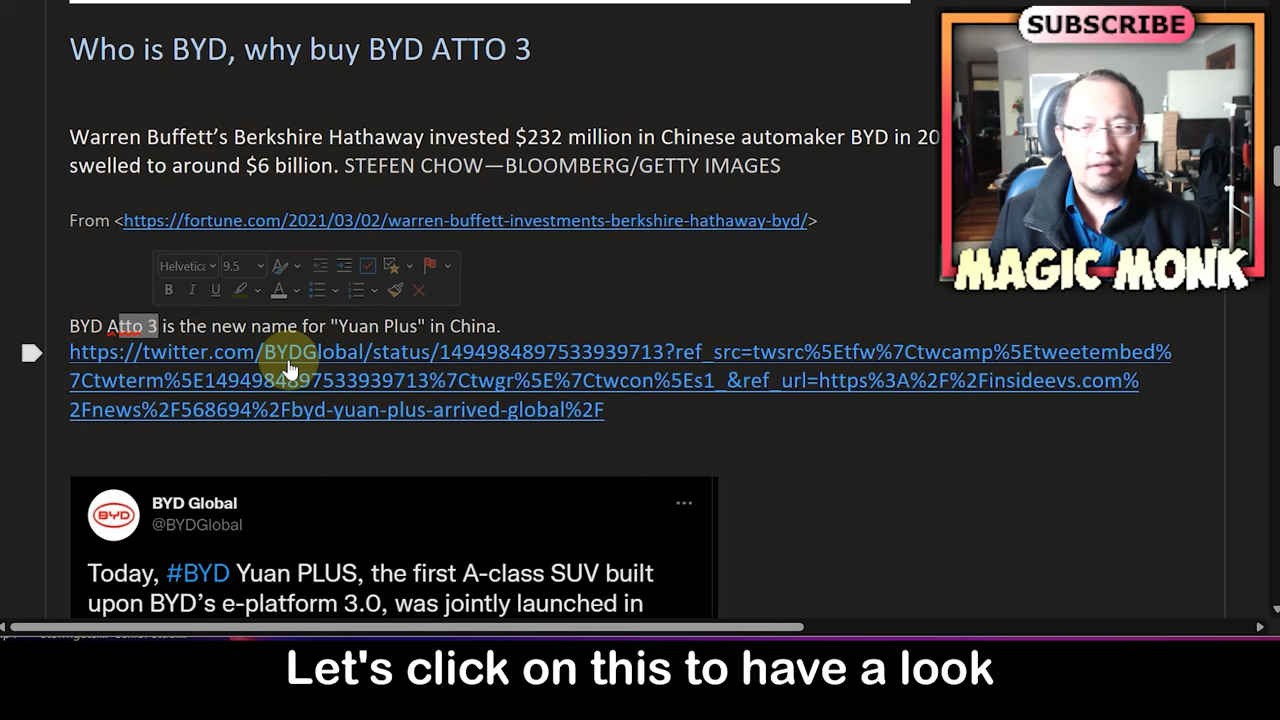 SUBSCRIBE
Who is BYD, why buy BYD ATTO 3
Warren Buffett’s Berkshire Hathaway invested $232 million in Chinese automaker BYD in 20
swelled to around $6 billion. STEFEN CHOW—BLOOMBERG/GETTY IMAGES
From <https://fortune.com/2021/03/02/warren-buffett-investments-berkshire-hathaway-byd/>
MAGIC MONK
Helvetica 9.5
B I U A
BYD Atto 3 is the new name for "Yuan Plus" in China.
https://twitter.com/BYDGlobal/status/1494984897533939713?ref_src=twsrc%5Etfw%7Ctwcamp%5Etweetembed%
7Ctwterm%5E1494984897533939713%7Ctwgr%5E%7Ctwcon%5Es1_&ref_url=https%3A%2F%2Finsideevs.com%
2Fnews%2F568694%2Fbyd-yuan-plus-arrived-global%2F
BYD
BYD Global
@BYDGlobal
Today, #BYD Yuan PLUS, the first A-class SUV built
upon BYD’s e-platform 3.0, was jointly launched in
Let's click on this to have a look